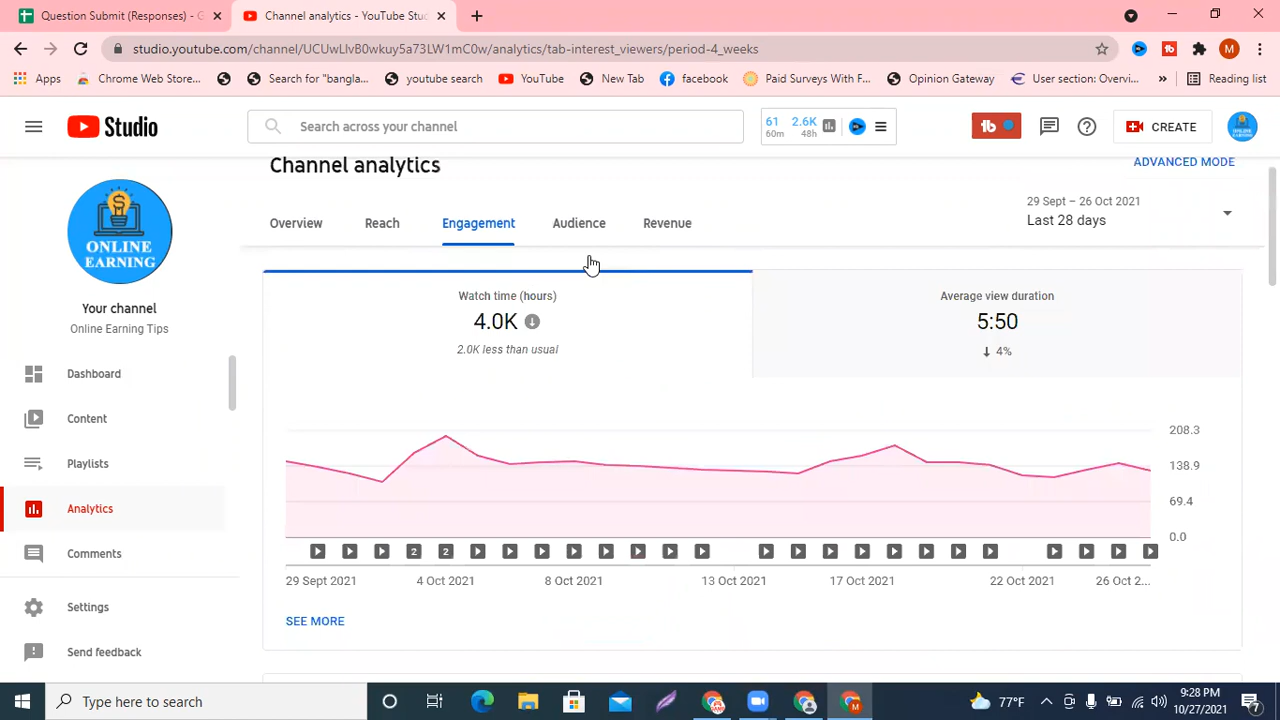 Question Submit (Responses) - G
Channel analytics - YouTube Stu
studio.youtube.com/channel/UCUwLlvB0wkuy5a73LW1mC0w/analytics/tab-interest_viewers/period-4_weeks
M
Apps
Chrome Web Store...
Search for "bangla...
youtube search
YouTube
New Tab
facebook
Paid Surveys With F...
Opinion Gateway
User section: Overvi...
»
Reading list
Studio
Search across your channel
61
60m
2.6K
48h
tb
CREATE
Channel analytics
ADVANCED MODE
ONLINE
EARNING
Your channel
Online Earning Tips
Dashboard
Content
Playlists
Analytics
Comments
Settings
Send feedback
Overview
Reach
Engagement
Audience
Revenue
29 Sept – 26 Oct 2021
Last 28 days
Watch time (hours)
4.0K
2.0K less than usual
Average view duration
5:50
4%
208.3
138.9
69.4
0.0
2
2
29 Sept 2021
4 Oct 2021
8 Oct 2021
13 Oct 2021
17 Oct 2021
22 Oct 2021
26 Oct 2...
SEE MORE
Type here to search
M
77°F
9:28 PM
10/27/2021
7